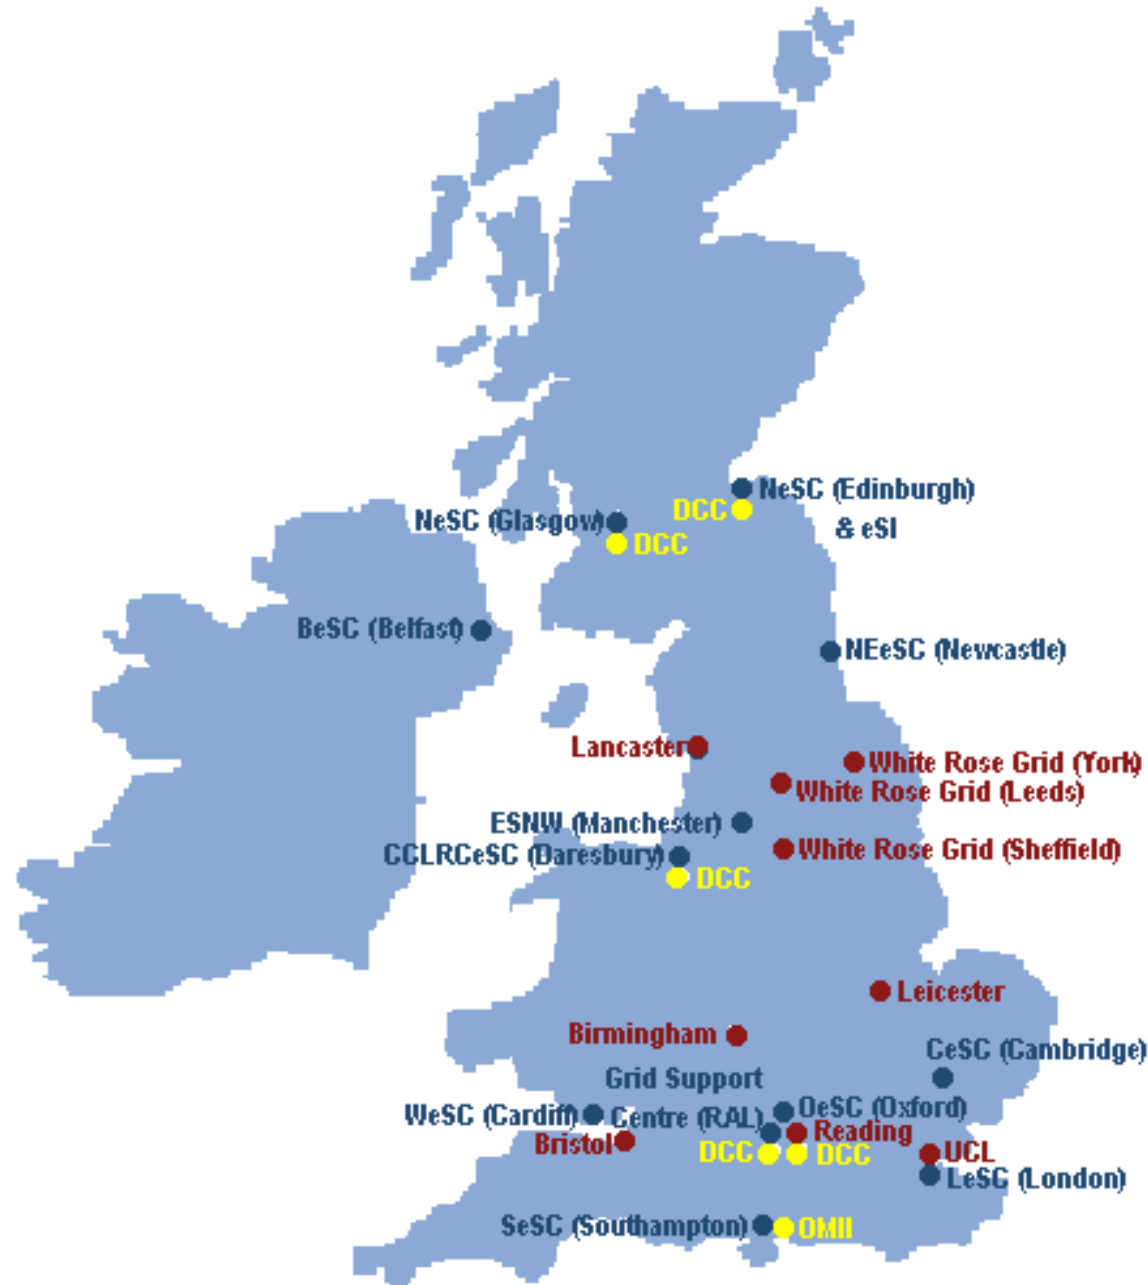 NeSC (Edinburgh)
DCC
& eSI
NeSC (Glasgow)
DCC
BeSC (Belfast)
NEeSC (Newcastle)
Lancaster
White Rose Grid (York)
White Rose Grid (Leeds)
ESNW (Manchester)
White Rose Grid (Sheffield)
CCLRCeSC (Daresbury)
DCC
Leicester
Birmingham
CeSC (Cambridge)
Grid Support
Centre (RAL)
OeSC (Oxford)
WeSC (Cardiff)
Reading
Bristol
DCC
DCC
UCL
LeSC (London)
SeSC (Southampton)
OMII